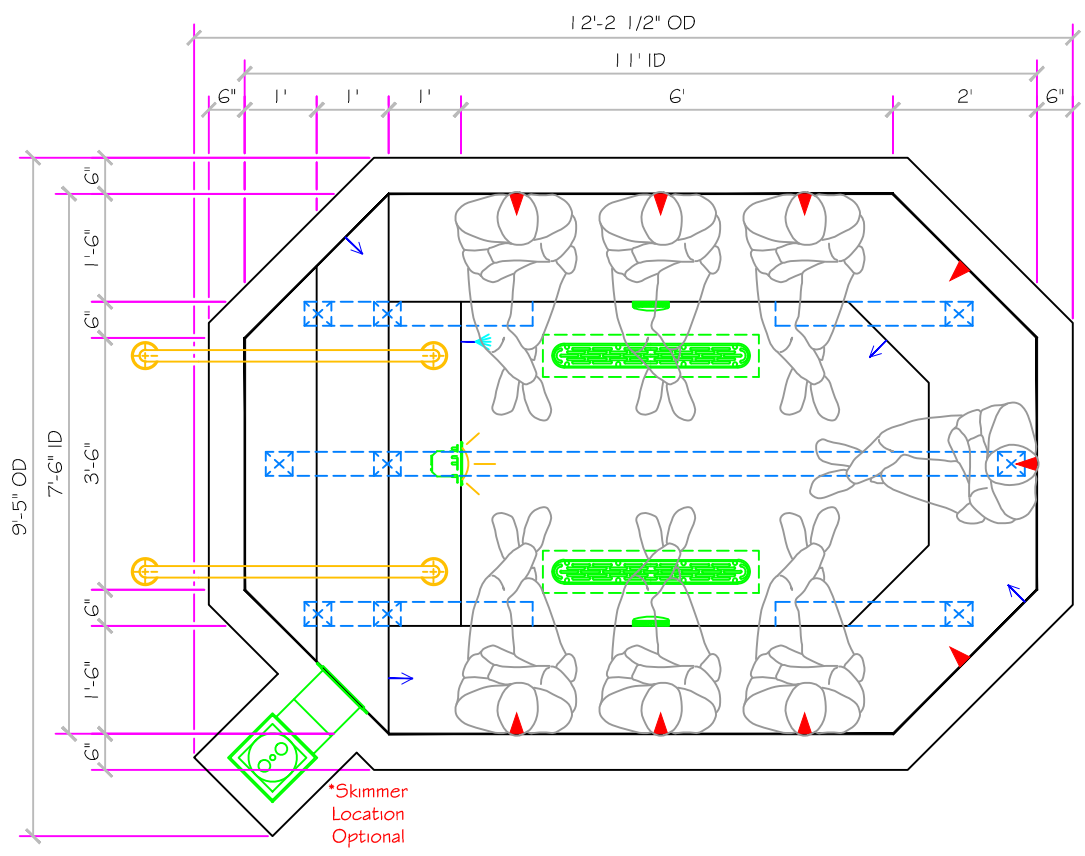 12'-2 1/2" OD
11' ID
6" 1' 1' 1' 6' 2' 6"
6"
1'-6"
6"
9'-5" OD
7'-6" ID
3'-6"
6"
1'-6"
6"
*Skimmer
Location
Optional